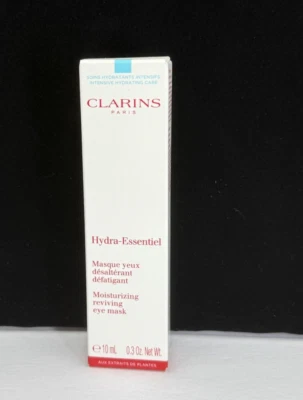 SOIN HYDRATANTE INTENSIF
INTENSIVE HYDRATING CARE
CLARINS
PARIS
Hydra-Essentiel
Masque yeux
désaltérant
défatigant
Moisturizing
reviving
eye mask
℮ 10 mL 0.3 Oz. Net Wt.
AUX EXTRAITS DE PLANTES